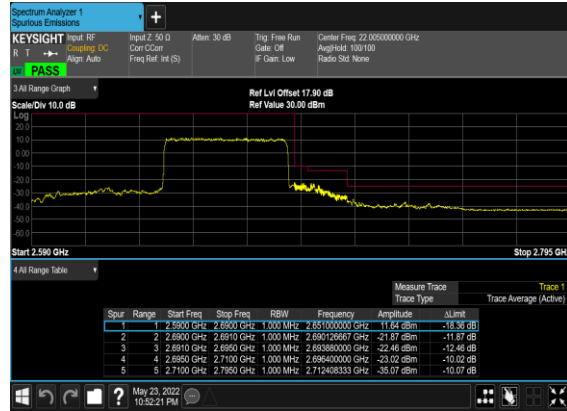 Spectrum Analyzer 1
Spurious Emissions
KEYSIGHT
R T
LW
PASS
Input: RF
Coupling: DC
Align: Auto
Input Z: 50 Ω
Corr CCorr
Freq Ref: Int (S)
Atten: 30 dB
Trig: Free Run
Gate: Off
IF Gain: Low
Center Freq: 22.005000000 GHz
Avg|Hold: 100/100
Radio Std: None
3 All Range Graph
Ref Lvl Offset 17.90 dB
Scale/Div 10.0 dB
Ref Value 30.00 dBm
Log
20.0
10.0
0.00
-10.0
-20.0
-30.0
-40.0
-50.0
-60.0
Start 2.590 GHz
Stop 2.795 GH
4 All Range Table
Measure Trace Trace 1
Trace Type Trace Average (Active)
Spur Range Start Freq Stop Freq RBW Frequency Amplitude ΔLimit
1 1 2.5900 GHz 2.6900 GHz 1.000 MHz 2.651000000 GHz 11.64 dBm -18.36 dB
2 2 2.6900 GHz 2.6910 GHz 1.000 MHz 2.690126667 GHz -21.87 dBm -11.87 dB
3 3 2.6910 GHz 2.6950 GHz 1.000 MHz 2.693880000 GHz -22.46 dBm -12.46 dB
4 4 2.6950 GHz 2.7100 GHz 1.000 MHz 2.696400000 GHz -23.02 dBm -10.02 dB
5 5 2.7100 GHz 2.7950 GHz 1.000 MHz 2.712408333 GHz -35.07 dBm -10.07 dB
?
May 23, 2022
10:52:21 PM